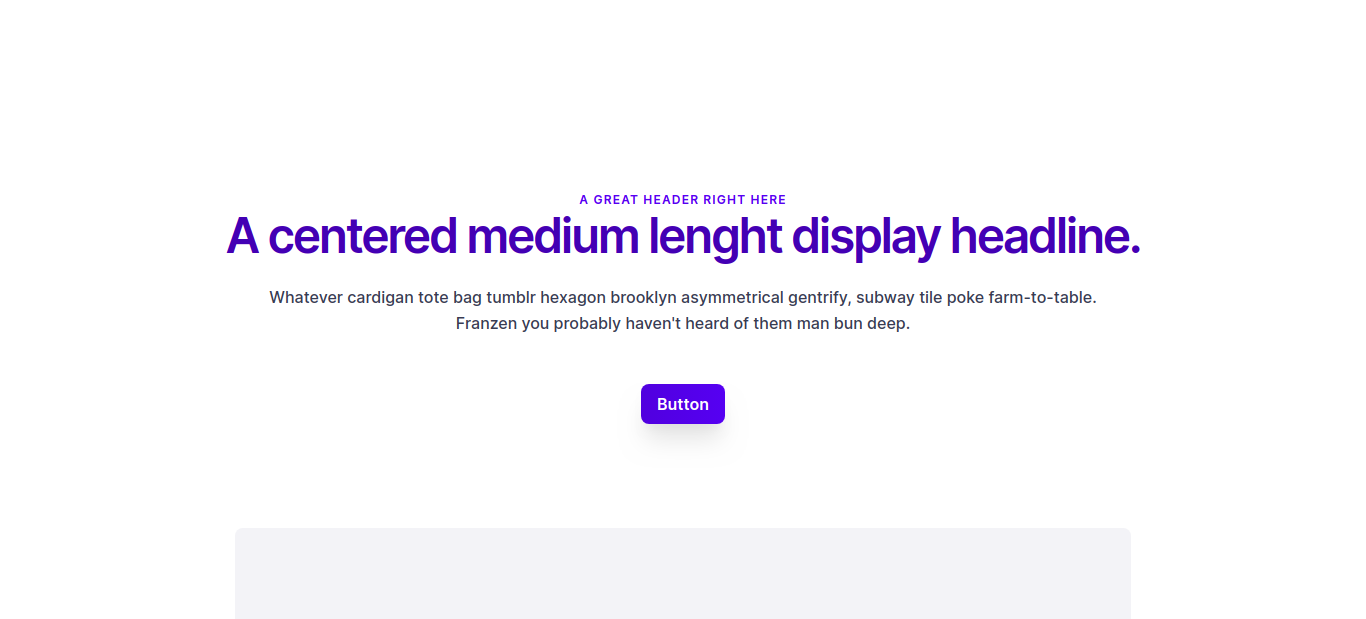 A GREAT HEADER RIGHT HERE
A centered medium lenght display headline.
Whatever cardigan tote bag tumblr hexagon brooklyn asymmetrical gentrify, subway tile poke farm-to-table.
Franzen you probably haven't heard of them man bun deep.
Button